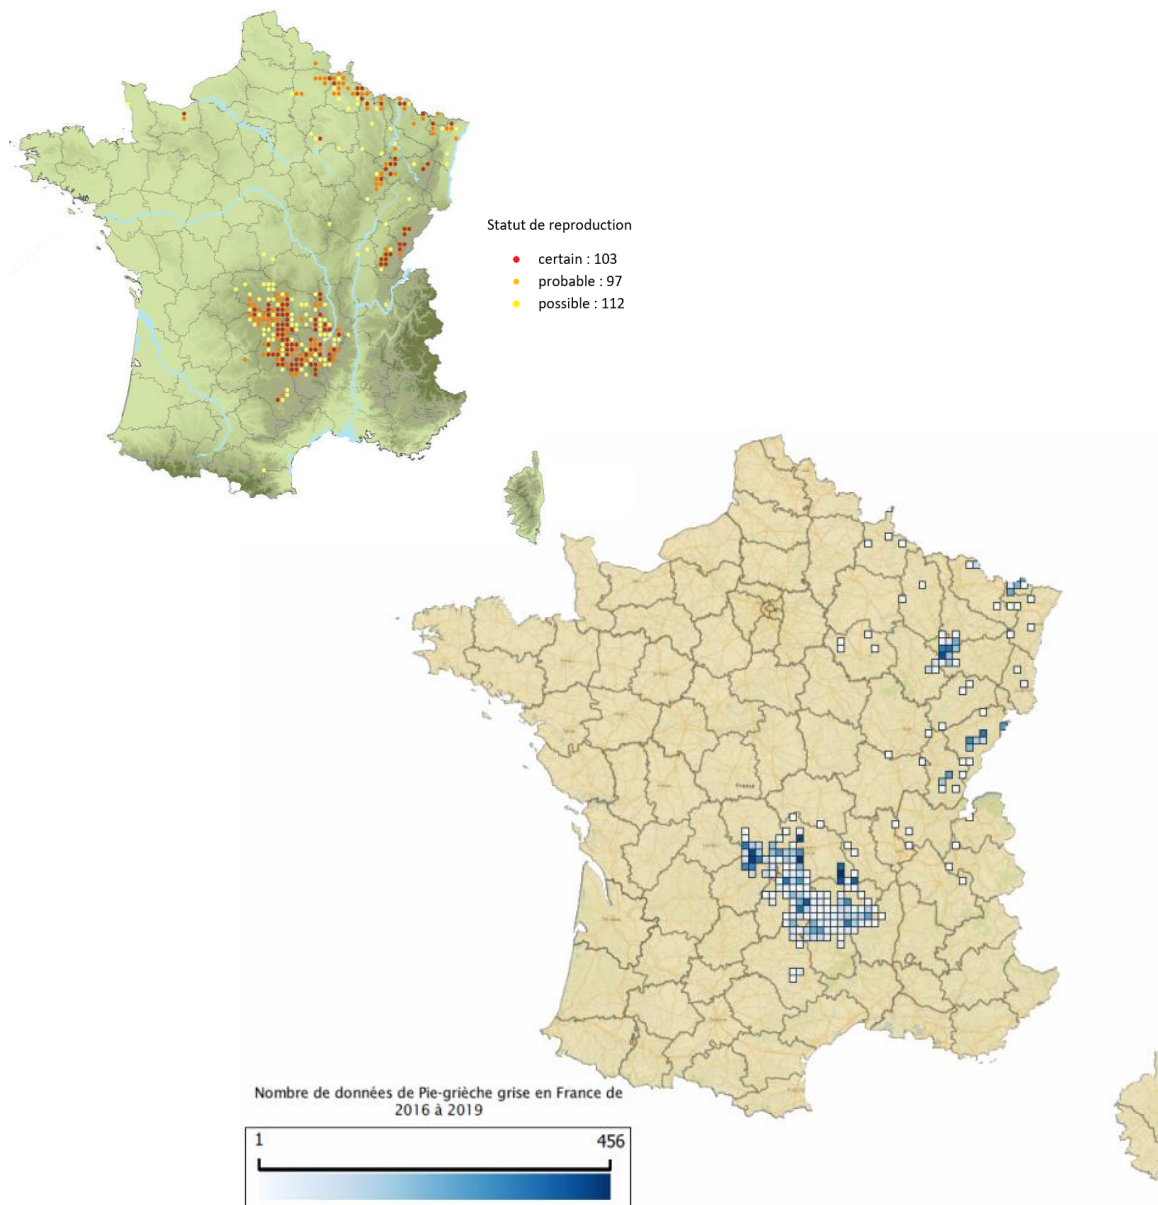 Statut de reproduction
certain : 103
probable : 97
possible : 112
France
Nombre de données de Pie-grièche grise en France de
2016 à 2019
1
456